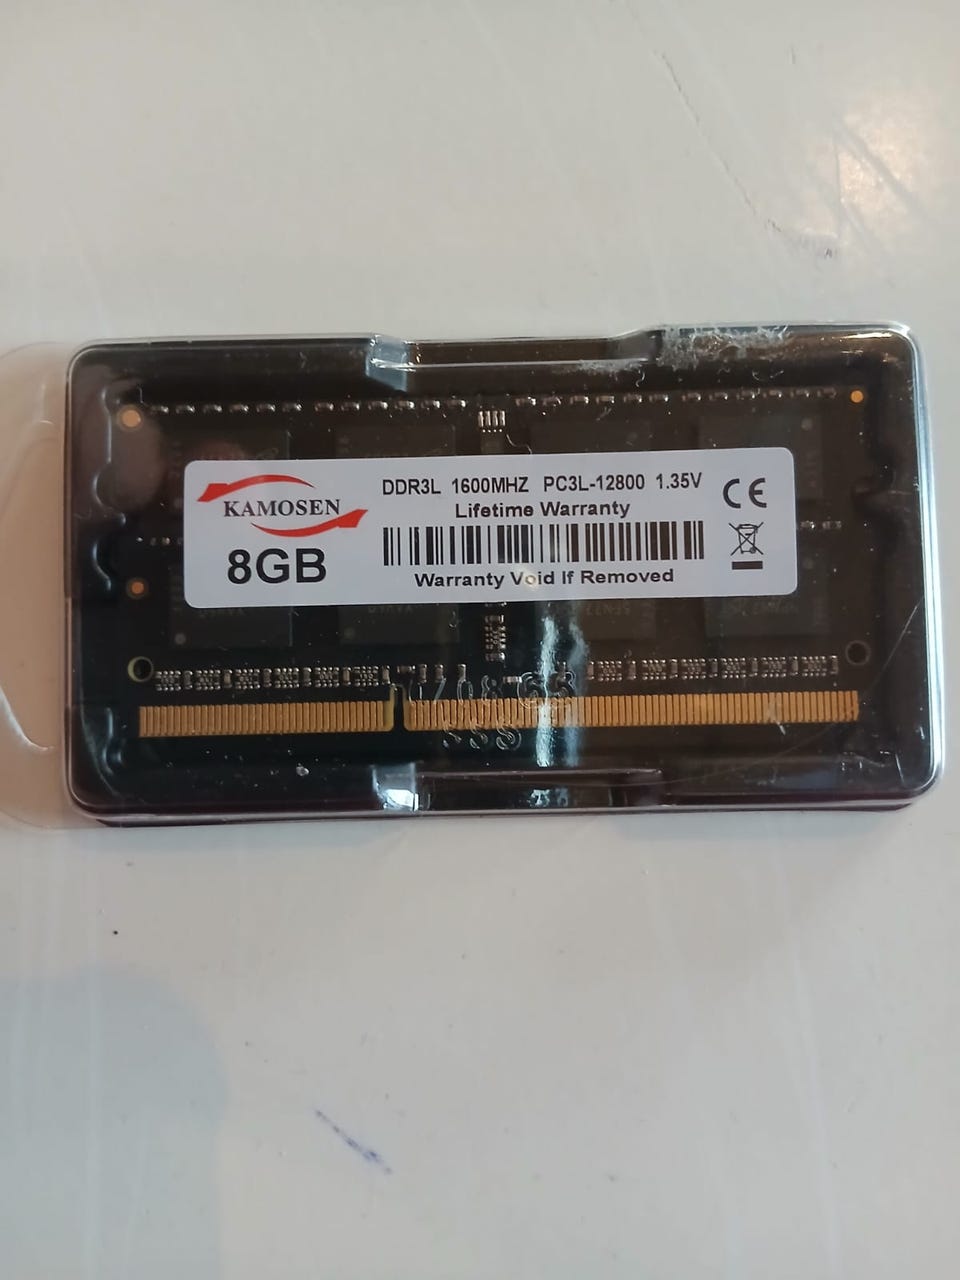 KAMOSEN
8GB
DDR3L 1600MHZ PC3L-12800 1.35V
Lifetime Warranty
Warranty Void If Removed
CE